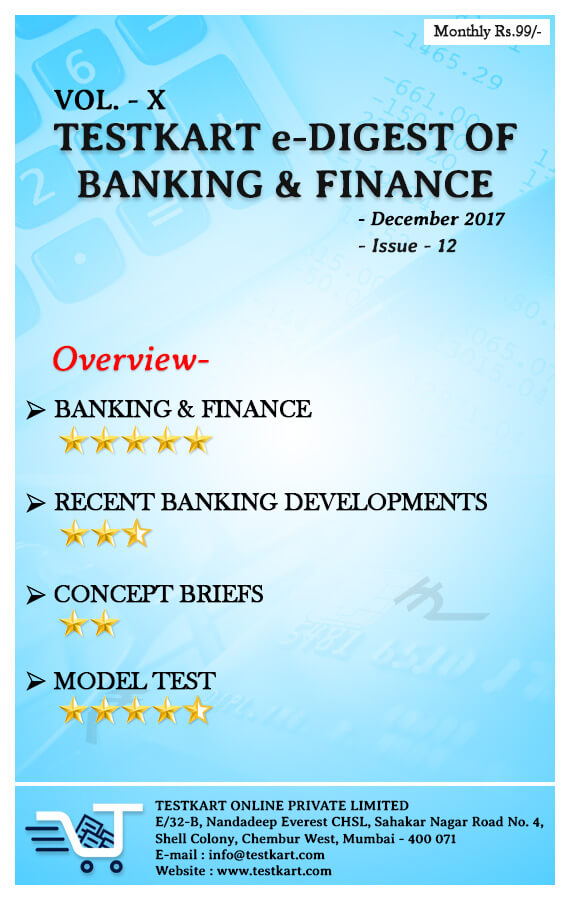 Monthly Rs.99/-
VOL. - X
TESTKART e-DIGEST OF
BANKING & FINANCE
- December 2017
- Issue - 12
Overview-
BANKING & FINANCE
RECENT BANKING DEVELOPMENTS
CONCEPT BRIEFS
MODEL TEST
TESTKART ONLINE PRIVATE LIMITED
E/32-B, Nandadeep Everest CHSL, Sahakar Nagar Road No. 4,
Shell Colony, Chembur West, Mumbai - 400 071
E-mail : info@testkart.com
Website : www.testkart.com